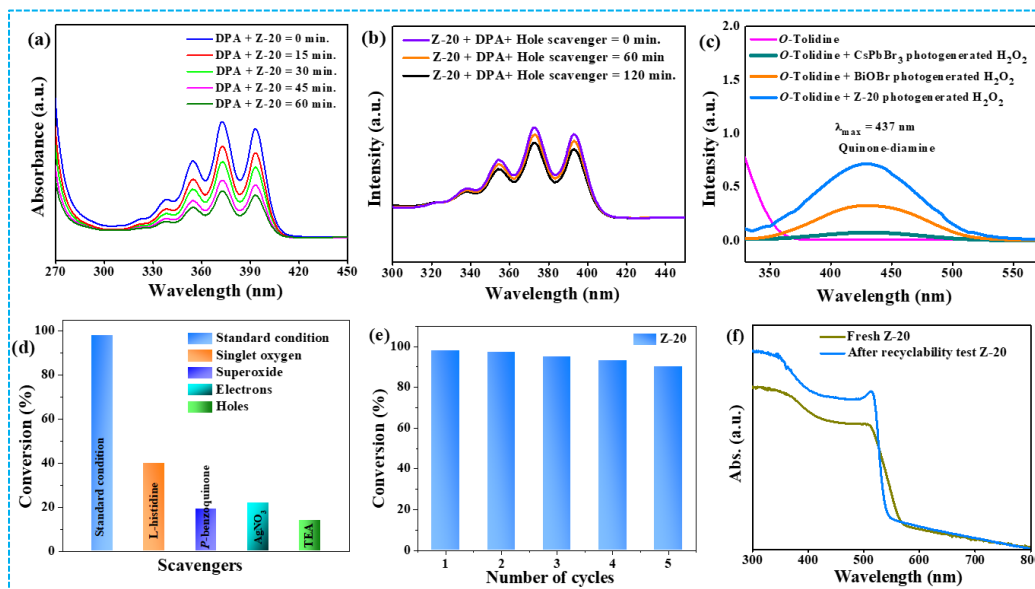 (a)
DPA + Z-20 = 0 min.
DPA + Z-20 = 15 min.
DPA + Z-20 = 30 min.
DPA + Z-20 = 45 min.
DPA + Z-20 = 60 min.
Absorbance (a.u.)
270 300 330 360 390 420 450
Wavelength (nm)
(b)
Z-20 + DPA+ Hole scavenger = 0 min.
Z-20 + DPA+ Hole scavenger = 60 min
Z-20 + DPA+ Hole scavenger = 120 min.
Intensity (a.u.)
300 320 340 360 380 400 420 440
Wavelength (nm)
(c)
O-Tolidine
O-Tolidine + CsPbBr₃ photogenerated H₂O₂
O-Tolidine + BiOBr photogenerated H₂O₂
O-Tolidine + Z-20 photogenerated H₂O₂
λmax = 437 nm
Quinone-diamine
Intensity (a.u.)
2.0
1.5
1.0
0.5
0.0
350 400 450 500 550
Wavelength (nm)
(d)
Standard condition
Singlet oxygen
Superoxide
Electrons
Holes
Conversion (%)
100
80
60
40
20
0
Standard condition
L-histidine
P-benzoquinone
AgNO₃
TEA
Scavengers
(e)
Z-20
Conversion (%)
100
80
60
40
20
0
1 2 3 4 5
Number of cycles
(f)
Fresh Z-20
After recyclability test Z-20
Abs. (a.u.)
300 400 500 600 700 800
Wavelength (nm)